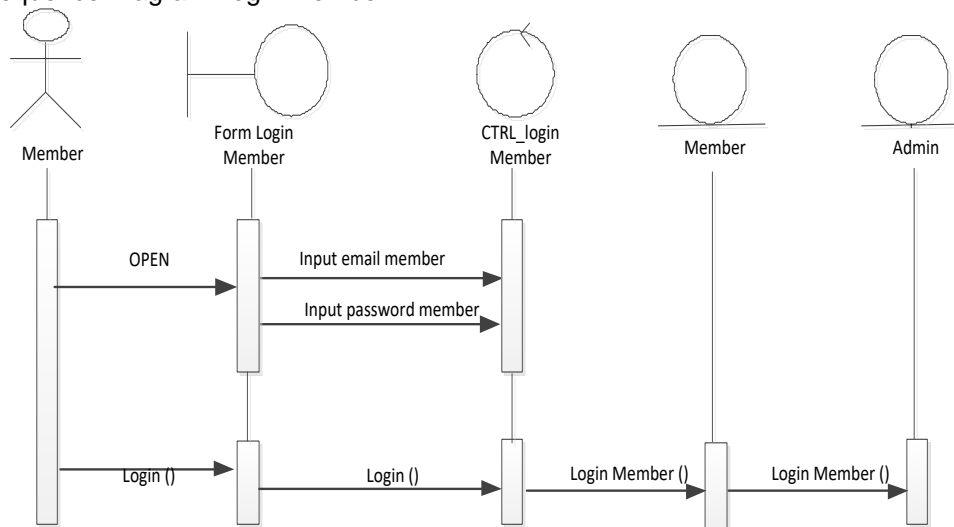 Member
Form Login
Member
CTRL_login
Member
Member
Admin
OPEN
Input email member
Input password member
Login ()
Login ()
Login Member ()
Login Member ()